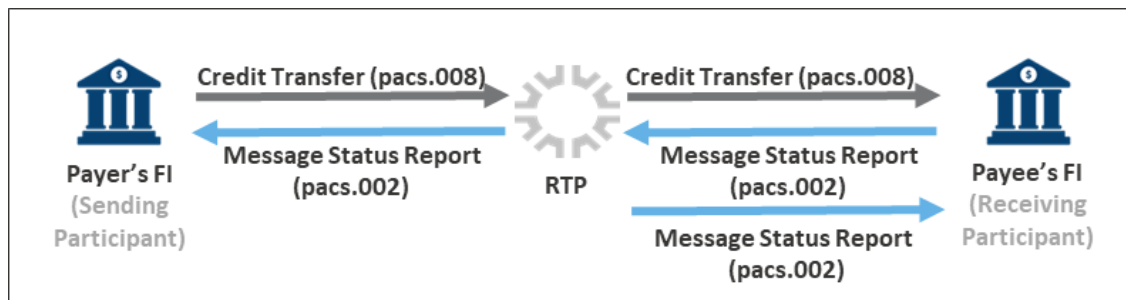 Credit Transfer (pacs.008)
Message Status Report
(pacs.002)
Payer's FI
(Sending
Participant)
RTP
Credit Transfer (pacs.008)
Message Status Report
(pacs.002)
Message Status Report
(pacs.002)
Payee's FI
(Receiving
Participant)
$
$